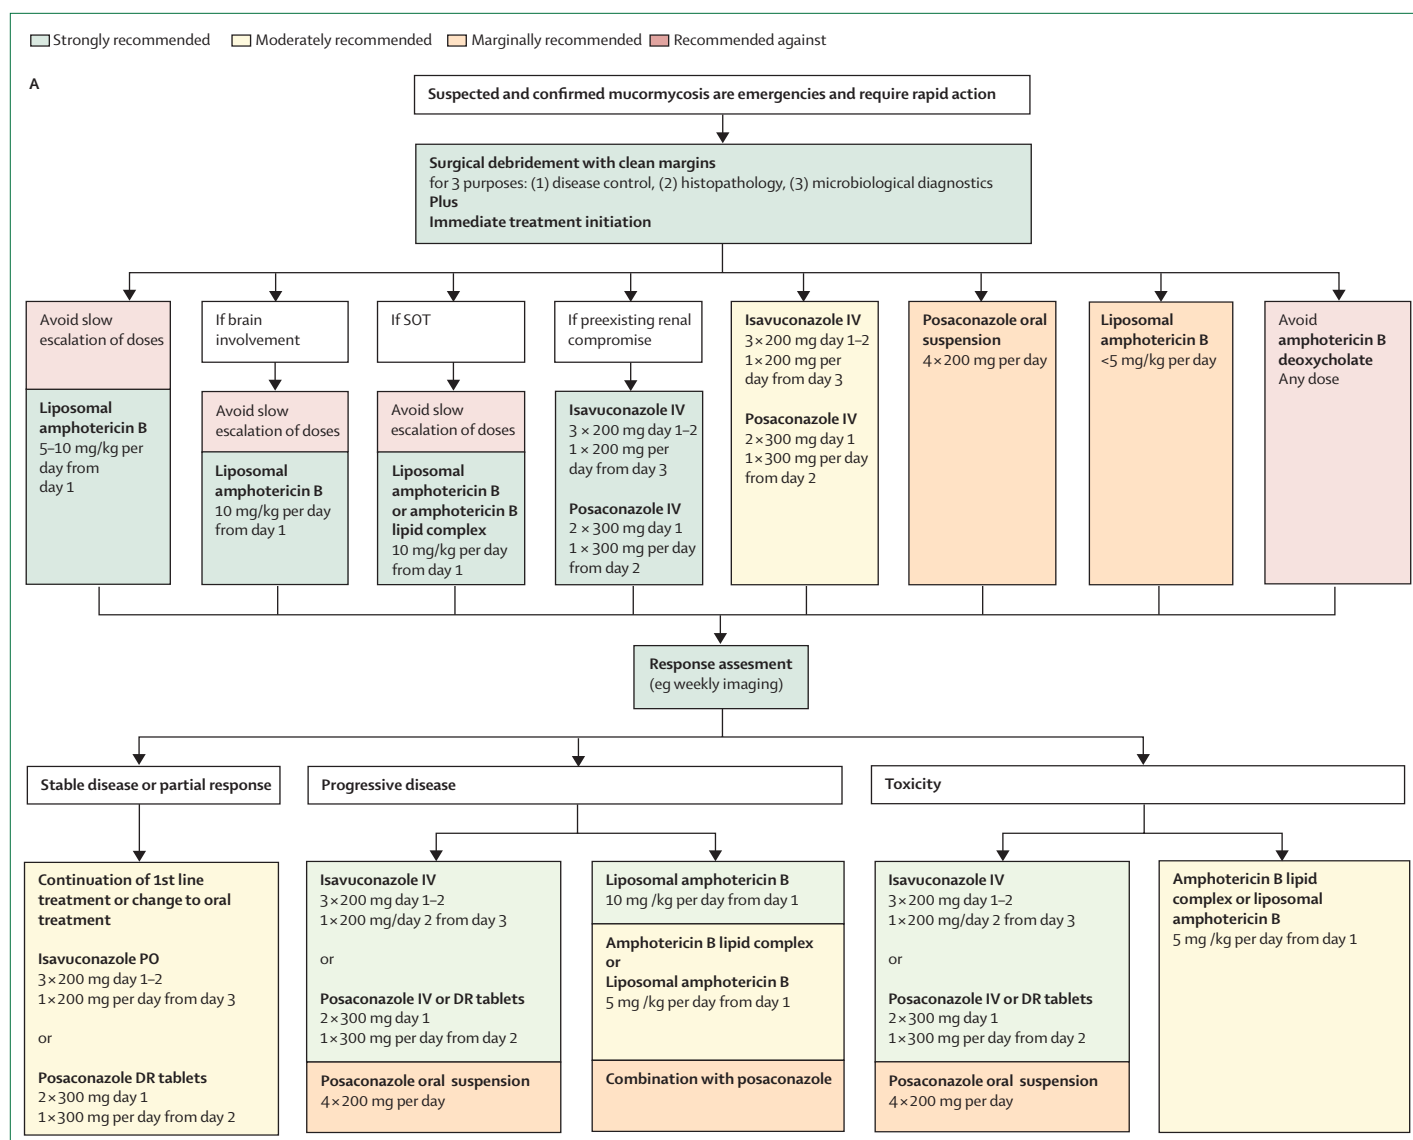 Strongly recommended
Moderately recommended
Marginally recommended
Recommended against
A
Suspected and confirmed mucormycosis are emergencies and require rapid action
Surgical debridement with clean margins
for 3 purposes: (1) disease control, (2) histopathology, (3) microbiological diagnostics
Plus
Immediate treatment initiation
Avoid slow
escalation of doses
Liposomal
amphotericin B
5–10 mg/kg per
day from
day 1
If brain
involvement
Avoid slow
escalation of doses
Liposomal
amphotericin B
10 mg/kg per day
from day 1
If SOT
Avoid slow
escalation of doses
Liposomal
amphotericin B
or amphotericin B
lipid complex
10 mg/kg per day
from day 1
If preexisting renal
compromise
Isavuconazole IV
3 × 200 mg day 1–2
1 × 200 mg per
day from day 3
Posaconazole IV
2 × 300 mg day 1
1 × 300 mg per day
from day 2
Isavuconazole IV
3×200 mg day 1–2
1×200 mg per
day from day 3
Posaconazole IV
2×300 mg day 1
1×300 mg per day
from day 2
Posaconazole oral
suspension
4×200 mg per day
Liposomal
amphotericin B
<5 mg/kg per day
Avoid
amphotericin B
deoxycholate
Any dose
Response assesment
(eg weekly imaging)
Stable disease or partial response
Progressive disease
Toxicity
Continuation of 1st line
treatment or change to oral
treatment
Isavuconazole PO
3×200 mg day 1–2
1×200 mg per day from day 3
or
Posaconazole DR tablets
2×300 mg day 1
1×300 mg per day from day 2
Isavuconazole IV
3×200 mg day 1–2
1×200 mg/day 2 from day 3
or
Posaconazole IV or DR tablets
2×300 mg day 1
1×300 mg per day from day 2
Posaconazole oral suspension
4×200 mg per day
Liposomal amphotericin B
10 mg /kg per day from day 1
Amphotericin B lipid complex
or
Liposomal amphotericin B
5 mg /kg per day from day 1
Combination with posaconazole
Isavuconazole IV
3×200 mg day 1–2
1×200 mg/day 2 from day 3
or
Posaconazole IV or DR tablets
2×300 mg day 1
1×300 mg per day from day 2
Posaconazole oral suspension
4×200 mg per day
Amphotericin B lipid
complex or liposomal
amphotericin B
5 mg /kg per day from day 1